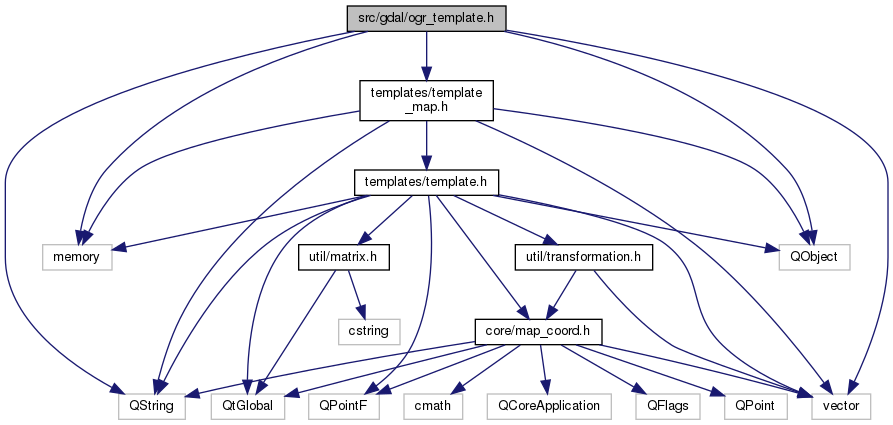 src/gdal/ogr_template.h
templates/template
_map.h
templates/template.h
memory
util/matrix.h
util/transformation.h
QObject
cstring
core/map_coord.h
QString
QtGlobal
QPointF
cmath
QCoreApplication
QFlags
QPoint
vector